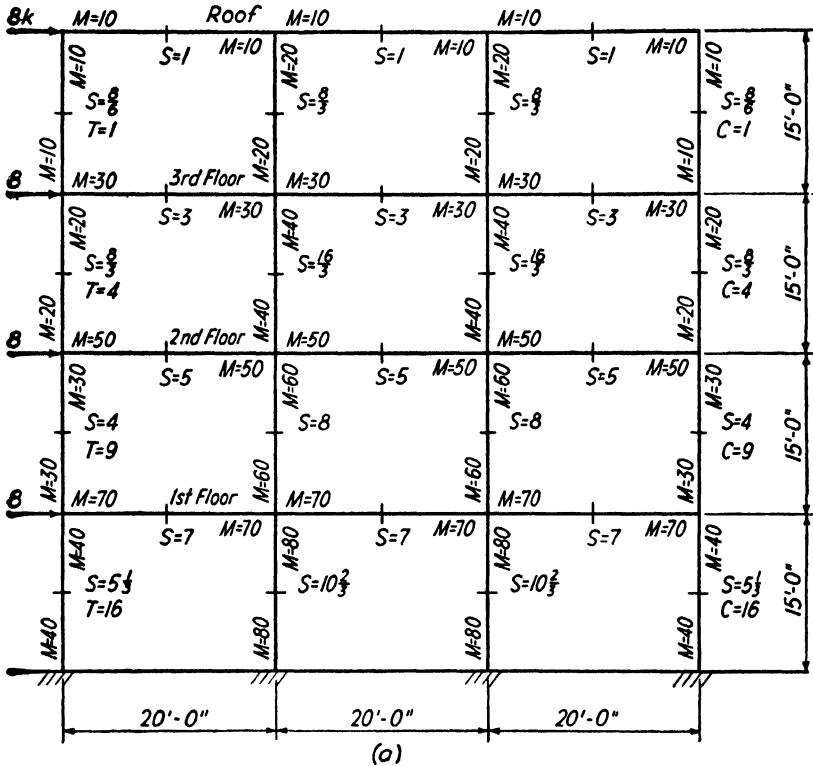 8k M=10 Roof M=10 M=10
S=1 M=10 S=1 M=10 S=1 M=10
M=10 M=20 M=20 M=10
S=8/6 S=8/3 S=8/3 S=8/6
T=1 C=1
15'-0"
M=10 M=20 M=20 M=10
8 M=30 3rd Floor M=30 M=30
S=3 M=30 S=3 M=30 S=3 M=30
M=20 M=40 M=40 M=20
S=8/3 S=16/3 S=16/3 S=8/3
T=4 C=4
15'-0"
M=20 M=40 M=40 M=20
8 M=50 2nd Floor M=50 M=50
S=5 M=50 S=5 M=50 S=5 M=50
M=30 M=60 M=60 M=30
S=4 S=8 S=8 S=4
T=9 C=9
15'-0"
M=30 M=60 M=60 M=30
8 M=70 1st Floor M=70 M=70
S=7 M=70 S=7 M=70 S=7 M=70
M=40 M=80 M=80 M=40
S=5 1/3 S=10 2/3 S=10 2/3 S=5 1/3
T=16 C=16
15'-0"
M=40 M=80 M=80 M=40
20'-0" 20'-0" 20'-0"
(a)